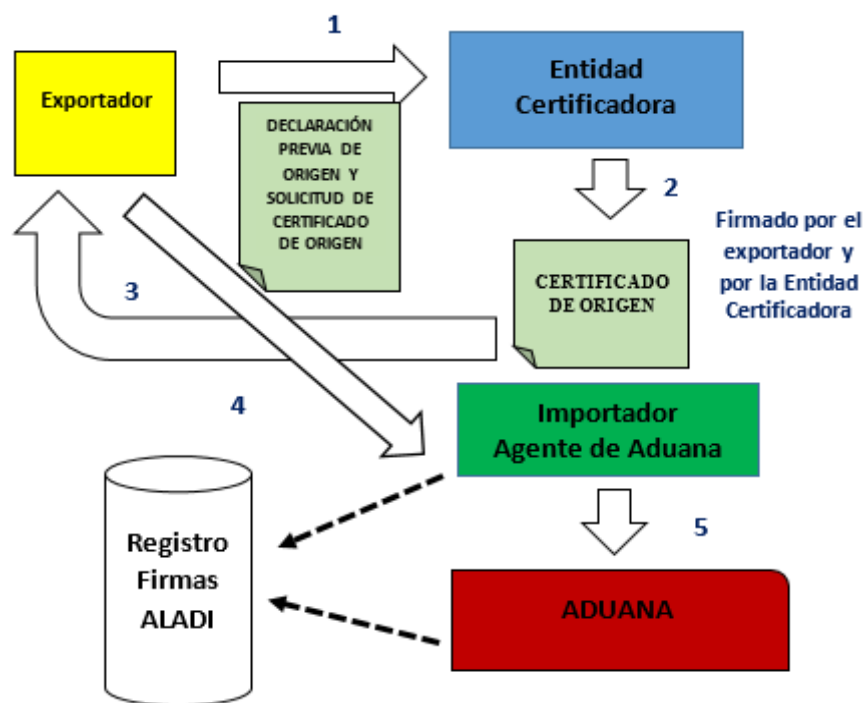 1
Exportador
Entidad
Certificadora
DECLARACIÓN
PREVIA DE
ORIGEN Y
SOLICITUD DE
CERTIFICADO
DE ORIGEN
2
Firmado por el
exportador y
por la Entidad
Certificadora
CERTIFICADO
DE ORIGEN
3
4
Importador
Agente de Aduana
Registro
Firmas
ALADI
5
ADUANA